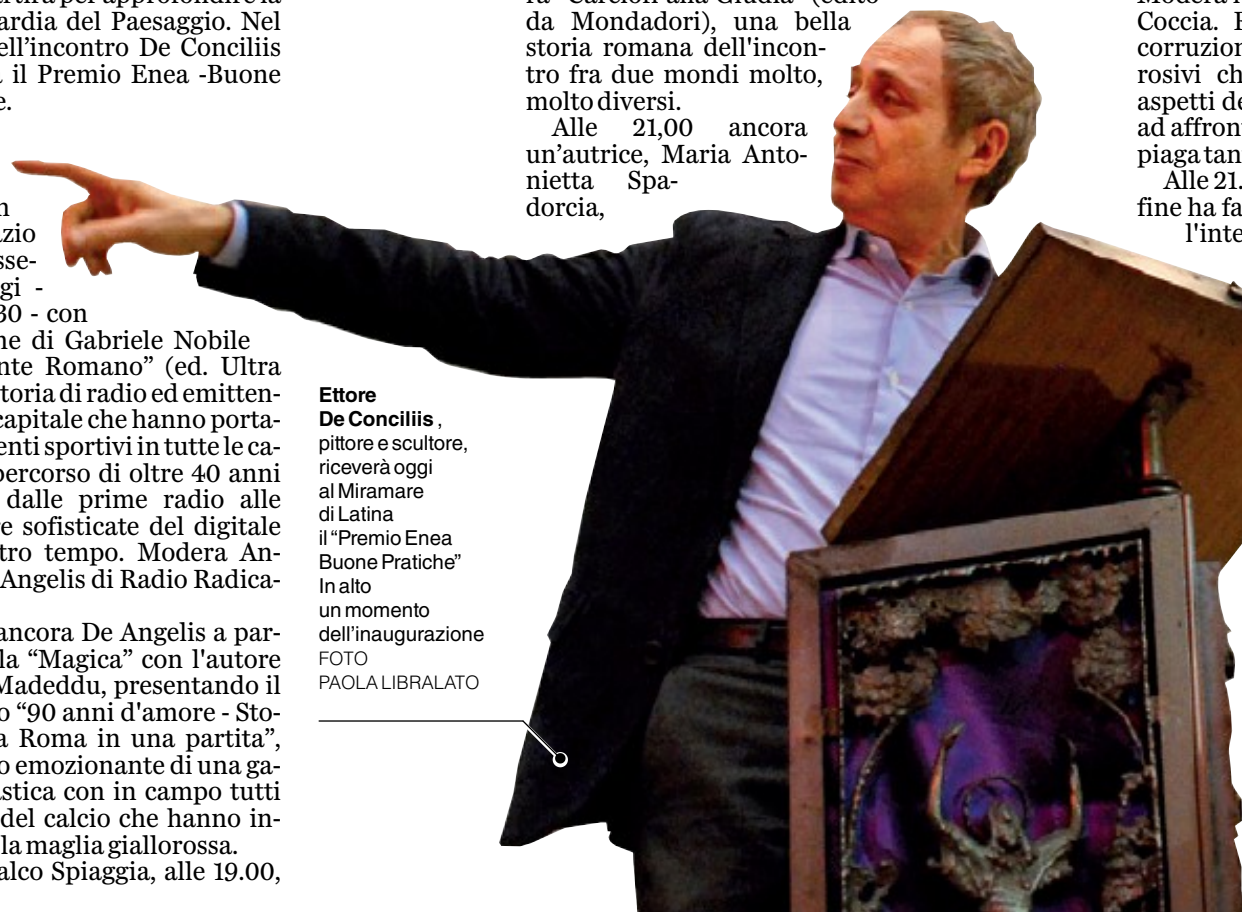 ardia del Paesaggio. Nel
ell’incontro De Conciliis
il Premio Enea -Buone
e.
n
zio
sse-
gi -
30 - con
ne di Gabriele Nobile
nte Romano” (ed. Ultra
toria di radio ed emitten-
capitale che hanno porta-
enti sportivi in tutte le ca-
percorso di oltre 40 anni
dalle prime radio alle
e sofisticate del digitale
tro tempo. Modera An-
Angelis di Radio Radica-
ancora De Angelis a par-
la “Magica” con l'autore
Madeddu, presentando il
o “90 anni d'amore - Sto-
a Roma in una partita”,
o emozionante di una ga-
astica con in campo tutti
del calcio che hanno in-
la maglia giallorossa.
alco Spiaggia, alle 19.00,
Ettore
De Conciliis ,
pittore e scultore,
riceverà oggi
al Miramare
di Latina
il “Premio Enea
Buone Pratiche”
In alto
un momento
dell’inaugurazione
FOTO
PAOLA LIBRALATO
da Mondadori), una bella
storia romana dell'incon-
tro fra due mondi molto,
molto diversi.
Alle 21,00 ancora
un’autrice, Maria Anto-
nietta Spa-
dorcia,
Coccia.
corruzion
rosivi ch
aspetti de
ad affron
piaga tan
Alle 21.
fine ha fa
l'inte